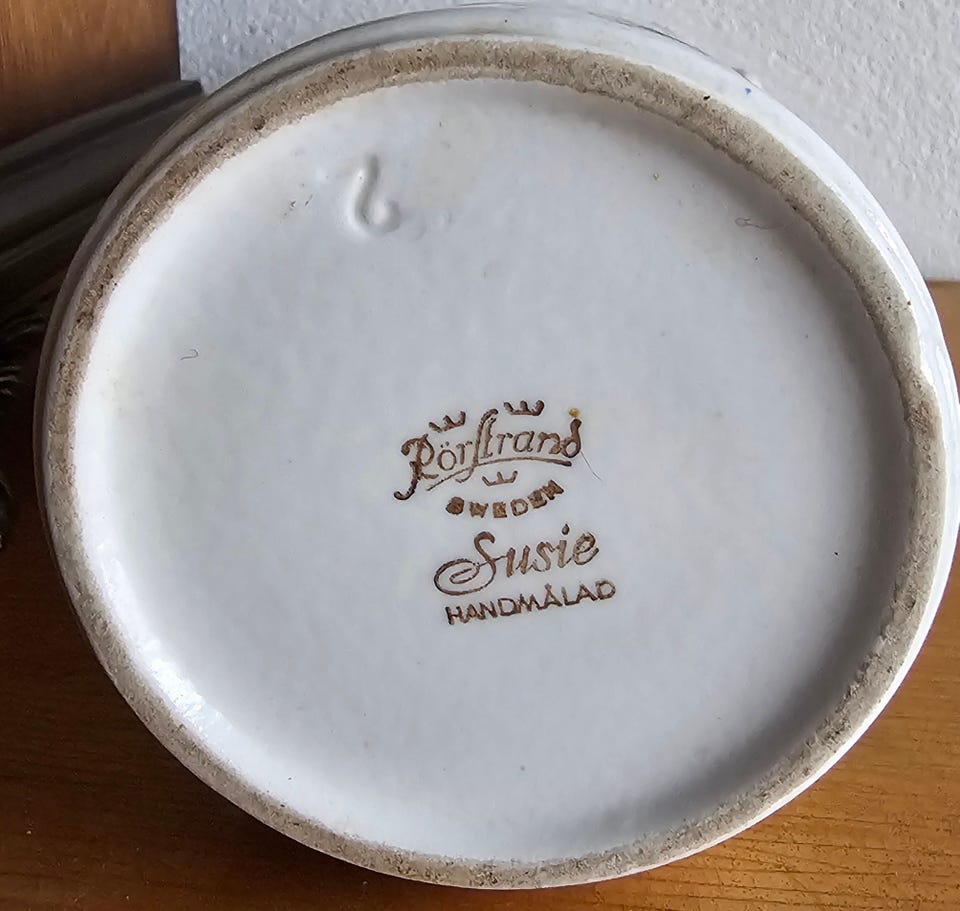 Rörstrand
SWEDEN
Susie
HANDMÅLAD